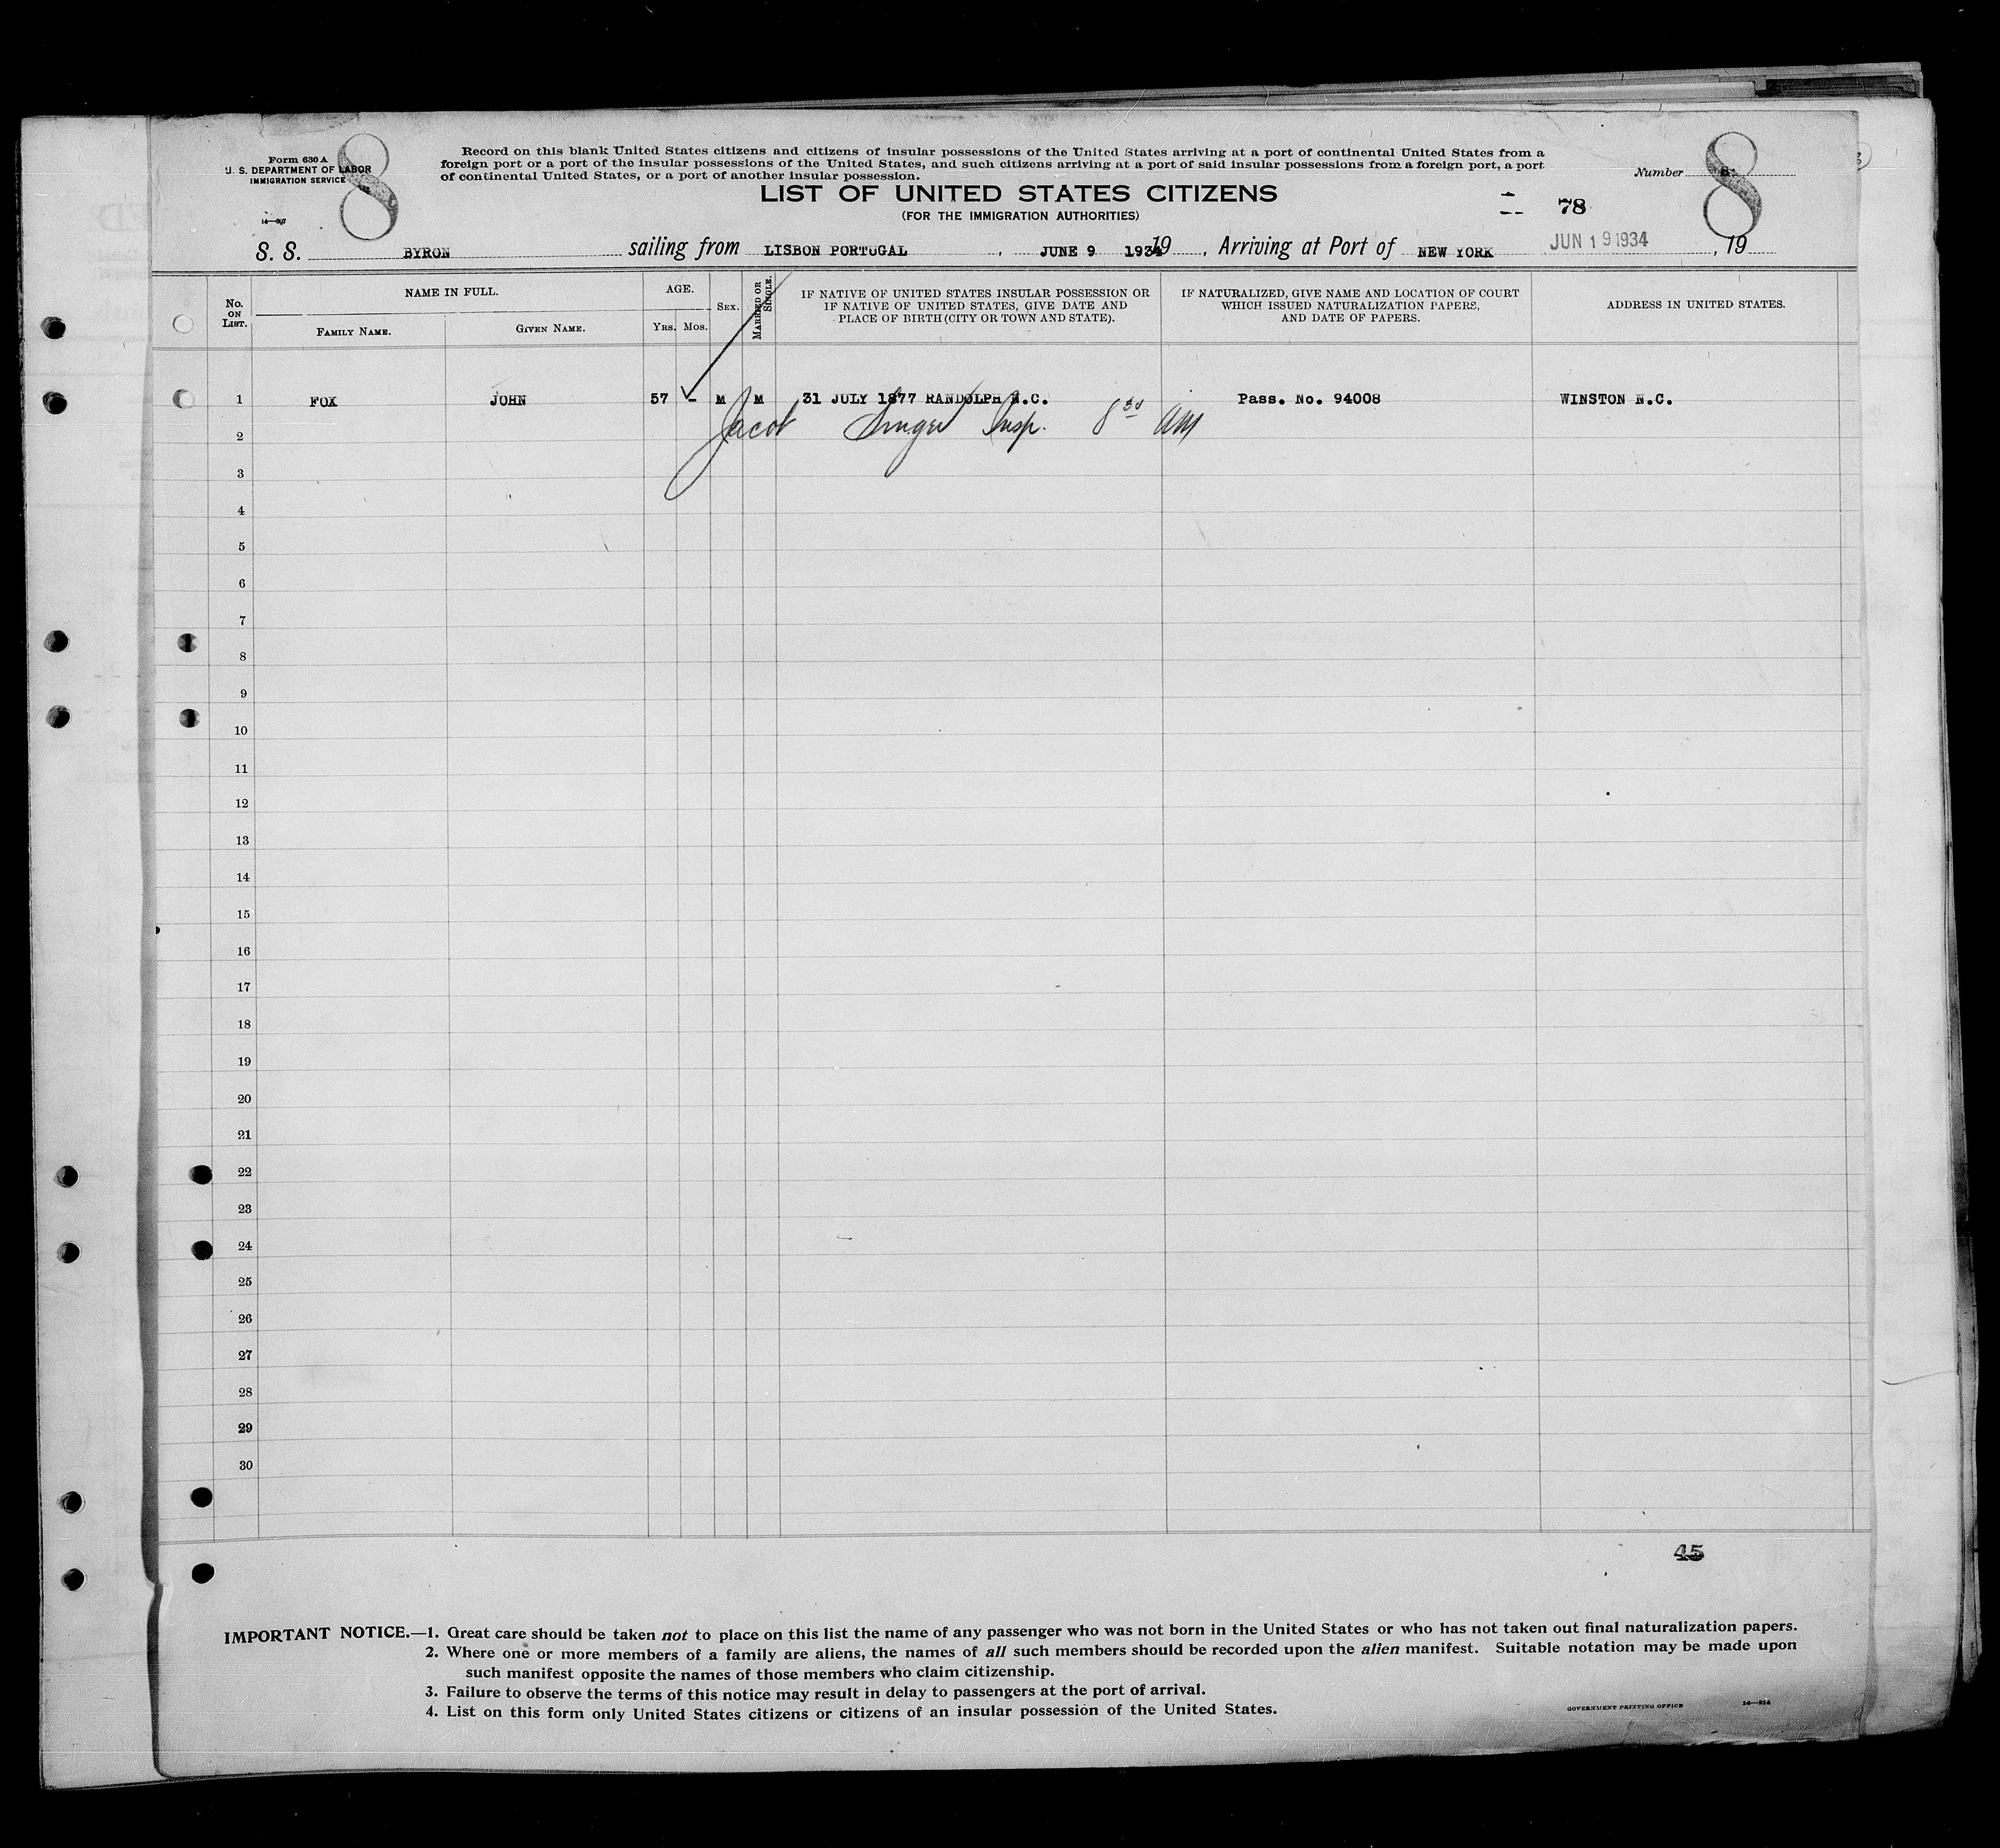 Form 630 A
U. S. DEPARTMENT OF LABOR
IMMIGRATION SERVICE
8
Record on this blank United States citizens and citizens of insular possessions of the United States arriving at a port of continental United States from a
foreign port or a port of the insular possessions of the United States, and such citizens arriving at a port of said insular possessions from a foreign port, a port
of continental United States, or a port of another insular possession.
Number 8
LIST OF UNITED STATES CITIZENS
(FOR THE IMMIGRATION AUTHORITIES)
78
S. S. BYRON sailing from LISBON PORTUGAL, JUNE 9 1934 19, Arriving at Port of NEW YORK JUN 19 1934, 19
No. ON LIST.
NAME IN FULL.
FAMILY NAME.
GIVEN NAME.
AGE.
YRS. MOS.
SEX.
MARRIED OR SINGLE.
IF NATIVE OF UNITED STATES INSULAR POSSESSION OR
IF NATIVE OF UNITED STATES, GIVE DATE AND
PLACE OF BIRTH (CITY OR TOWN AND STATE).
IF NATURALIZED, GIVE NAME AND LOCATION OF COURT
WHICH ISSUED NATURALIZATION PAPERS,
AND DATE OF PAPERS.
ADDRESS IN UNITED STATES.
1 FOX JOHN 57 - M M 31 JULY 1877 RANDOLPH N.C. Pass. No. 94008 WINSTON N.C.
Jacob Singer Insp. 8 30 AM
2
3
4
5
6
7
8
9
10
11
12
13
14
15
16
17
18
19
20
21
22
23
24
25
26
27
28
29
30
45
IMPORTANT NOTICE.—1. Great care should be taken not to place on this list the name of any passenger who was not born in the United States or who has not taken out final naturalization papers.
2. Where one or more members of a family are aliens, the names of all such members should be recorded upon the alien manifest. Suitable notation may be made upon
such manifest opposite the names of those members who claim citizenship.
3. Failure to observe the terms of this notice may result in delay to passengers at the port of arrival.
4. List on this form only United States citizens or citizens of an insular possession of the United States.
GOVERNMENT PRINTING OFFICE